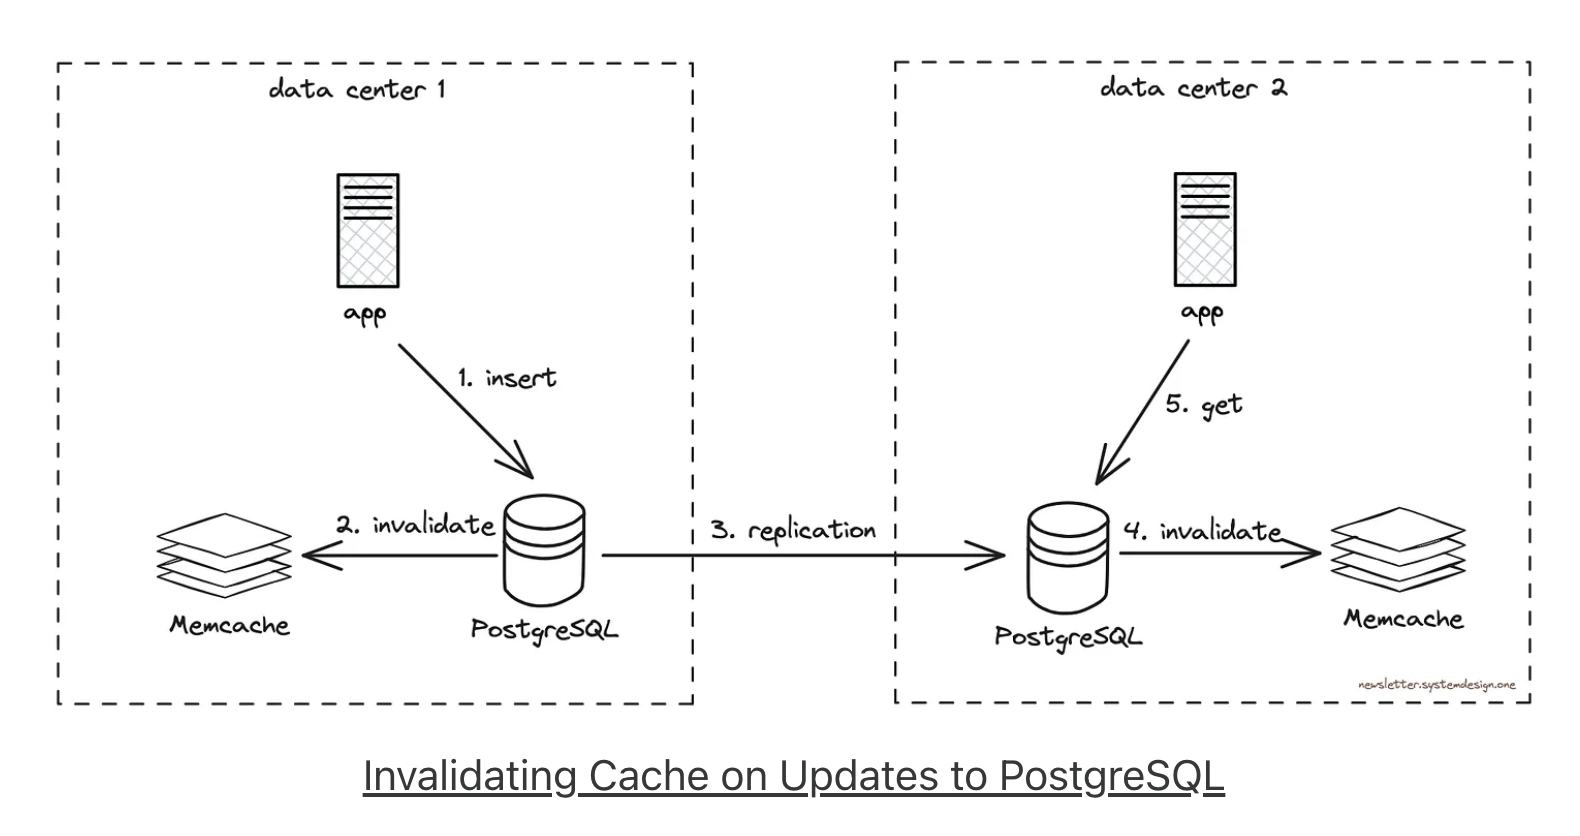 data center 1
data center 2
app
app
1. insert
5. get
2. invalidate
3. replication
4. invalidate
Memcache
PostgreSQL
PostgreSQL
Memcache
newsletter.systemdesign.one
Invalidating Cache on Updates to PostgreSQL